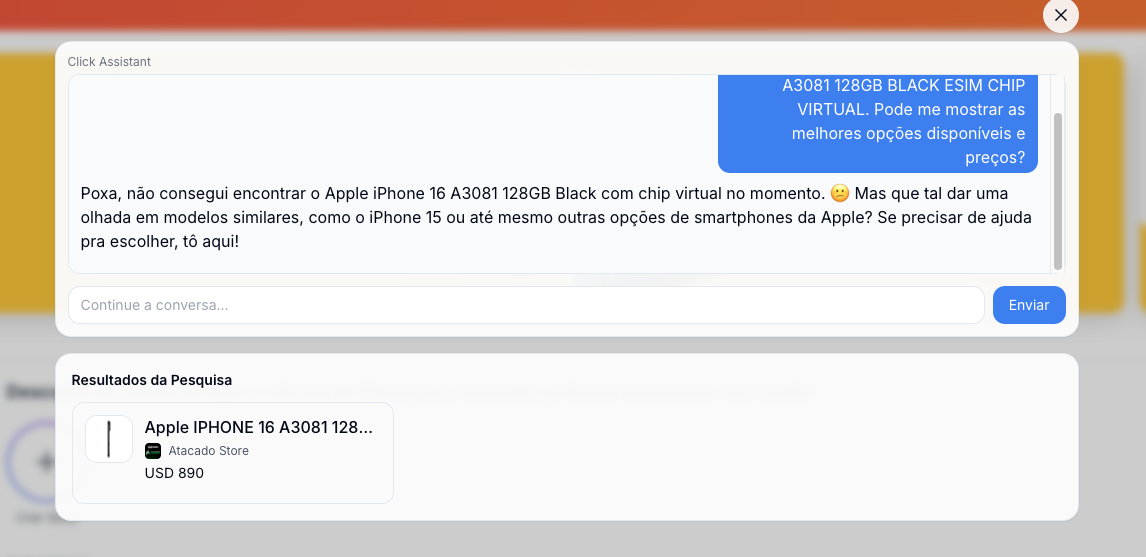 Click Assistant
A3081 128GB BLACK ESIM CHIP
VIRTUAL. Pode me mostrar as
melhores opções disponíveis e
preços?
Poxa, não consegui encontrar o Apple iPhone 16 A3081 128GB Black com chip virtual no momento. 😕 Mas que tal dar uma
olhada em modelos similares, como o iPhone 15 ou até mesmo outras opções de smartphones da Apple? Se precisar de ajuda
pra escolher, tô aqui!
Continue a conversa...
Enviar
Resultados da Pesquisa
Apple IPHONE 16 A3081 128...
Atacado Store
USD 890